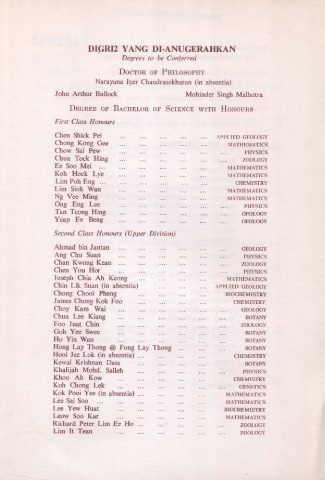 DIGRI2 YANG DI-ANUGERAHKAN
Degrees to be Conferred
DOCTOR OF PHILOSOPHY
Narayana Iyer Chandrasekharan (in absentia)
John Arthur Bullock Mohinder Singh Malhotra
DEGREE OF BACHELOR OF SCIENCE WITH HONOURS
First Class Honours
Chen Shick Pei ... ... ... ... ... APPLIED GEOLOGY
Chong Kong Gee ... ... ... ... ... MATHEMATICS
Chow Sai Pew ... ... ... ... ... ... PHYSICS
Chua Tock Hing ... ... ... ... ... ... ZOOLOGY
Ee Soo Mei ... ... ... ... ... ... MATHEMATICS
Koh Hock Lye ... ... ... ... ... MATHEMATICS
Lim Poh Eng ... ... ... ... ... ... CHEMISTRY
Lim Siok Wan ... ... ... ... ... MATHEMATICS
Ng Vee Ming ... ... ... ... ... MATHEMATICS
Ong Eng Lee ... ... ... ... ... ... PHYSICS
Tan Teong Hing ... ... ... ... ... GEOLOGY
Yeap Ee Beng ... ... ... ... ... GEOLOGY
Second Class Honours (Upper Division)
Ahmad bin Jantan ... ... ... ... ... GEOLOGY
Ang Chu Suan ... ... ... ... ... ... PHYSICS
Chan Kwong Kean ... ... ... ... ... ... ZOOLOGY
Chen You Hor ... ... ... ... ... ... PHYSICS
Joseph Chia Ah Keong ... ... ... ... MATHEMATICS
Chin Lik Suan (in absentia) ... ... ... ... APPLIED GEOLOGY
Chong Chooi Pheng ... ... ... ... ... BIOCHEMISTRY
James Chong Kok Foo ... ... ... ... ... CHEMISTRY
Choy Kam Wai ... ... ... ... ... GEOLOGY
Chua Lee Kiang ... ... ... ... ... ... BOTANY
Foo Juat Chin ... ... ... ... ... ... ZOOLOGY
Goh Yee Swee ... ... ... ... ... ... BOTANY
Ho Yin Wan ... ... ... ... ... ... BOTANY
Hong Lay Thong @ Fong Lay Thong ... ... ... BOTANY
Hooi Jee Lok (in absentia) ... ... ... ... ... CHEMISTRY
Kewal Krishnan Dass ... ... ... ... ... BOTANY
Khalijah Mohd. Salleh ... ... ... ... ... PHYSICS
Khoo Ah Kow ... ... ... ... ... CHEMISTRY
Koh Chong Lek ... ... ... ... ... ... GENETICS
Kok Pooi Yee (in absentia) ... ... ... ... ... MATHEMATICS
Lee Sai Soo ... ... ... ... ... ... MATHEMATICS
Lee Yew Huat ... ... ... ... ... BIOCHEMISTRY
Leow Soo Kar ... ... ... ... ... MATHEMATICS
Richard Peter Lim Ee Ho ... ... ... ... ... ZOOLOGY
Lim It Tean ... ... ... ... ... ... ZOOLOGY